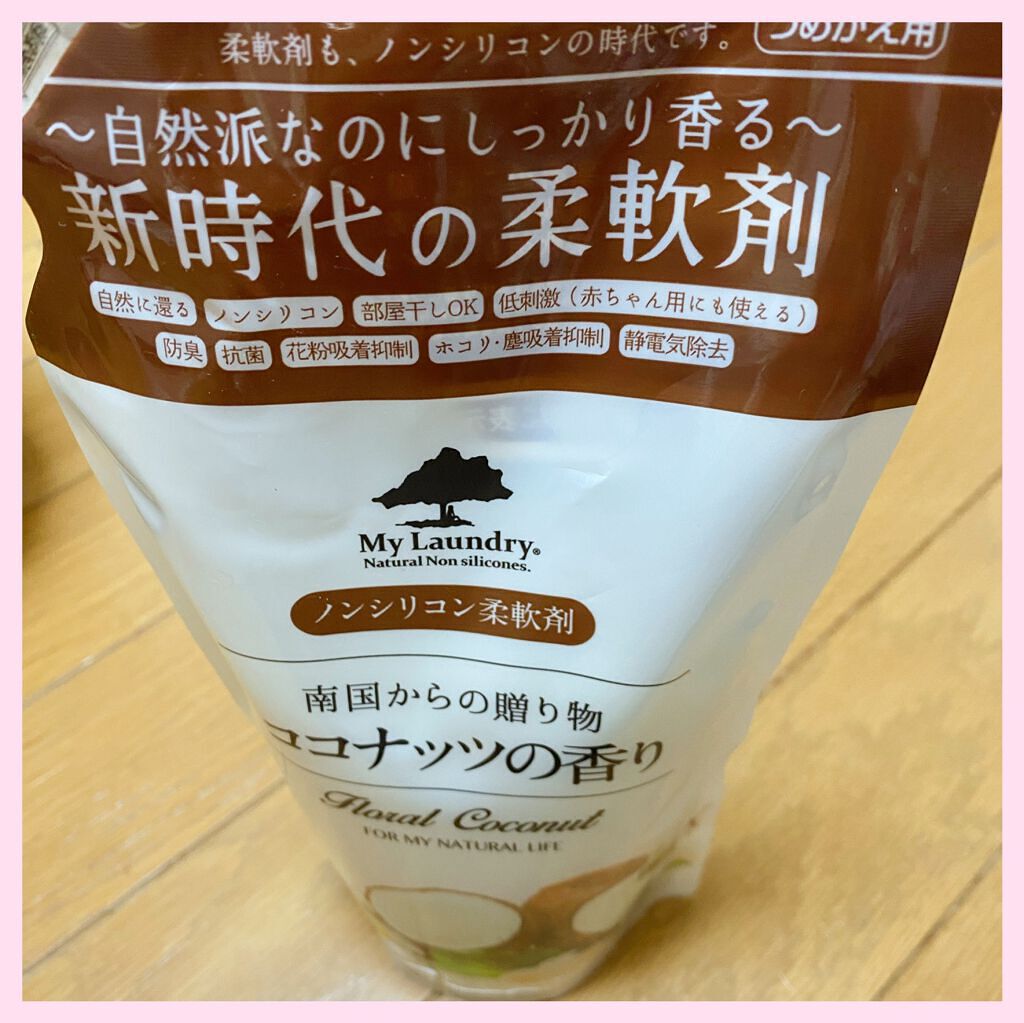 柔軟剤も、ノンシリコンの時代です。
つめかえ用
～自然派なのにしっかり香る～
新時代の柔軟剤
自然に還る ノンシリコン 部屋干しOK 低刺激（赤ちゃん用にも使える）
防臭 抗菌 花粉吸着抑制 ホコリ・塵吸着抑制 静電気除去
My Laundry®
Natural Non silicones.
ノンシリコン柔軟剤
南国からの贈り物
ココナッツの香り
Floral Coconut
FOR MY NATURAL LIFE